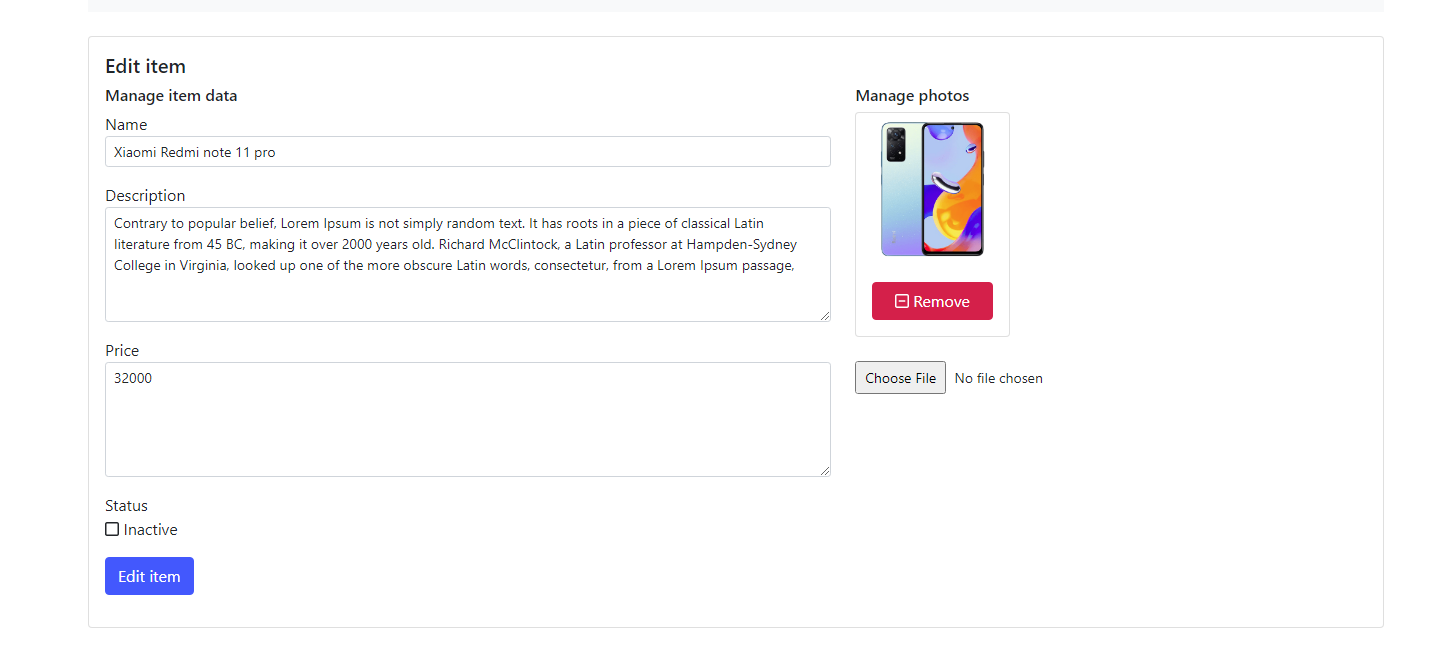 Edit item
Manage item data
Name
Xiaomi Redmi note 11 pro
Description
Contrary to popular belief, Lorem Ipsum is not simply random text. It has roots in a piece of classical Latin
literature from 45 BC, making it over 2000 years old. Richard McClintock, a Latin professor at Hampden-Sydney
College in Virginia, looked up one of the more obscure Latin words, consectetur, from a Lorem Ipsum passage,
Price
32000
Status
Inactive
Edit item
Manage photos
Remove
Choose File No file chosen